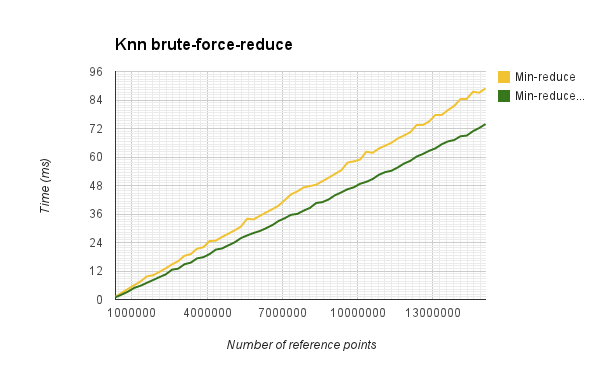 Knn brute-force-reduce
96
84
72
60
48
36
24
12
0
Time (ms)
1000000 4000000 7000000 10000000 13000000
Number of reference points
Min-reduce
Min-reduce...